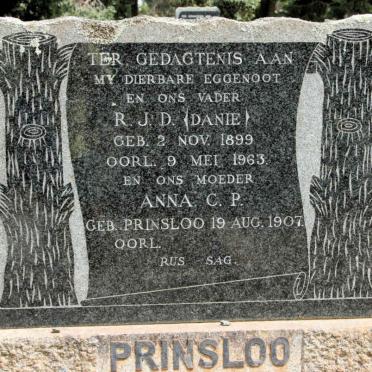 TER GEDAGTENIS AAN
MY DIERBARE EGGENOOT
EN ONS VADER
R. J. D. (DANIE)
GEB. 2 NOV. 1899
OORL. 9 MEI 1963.
EN ONS MOEDER
ANNA C. P.
GEB. PRINSLOO 19 AUG. 1907.
OORL.
RUS SAG.
PRINSLOO